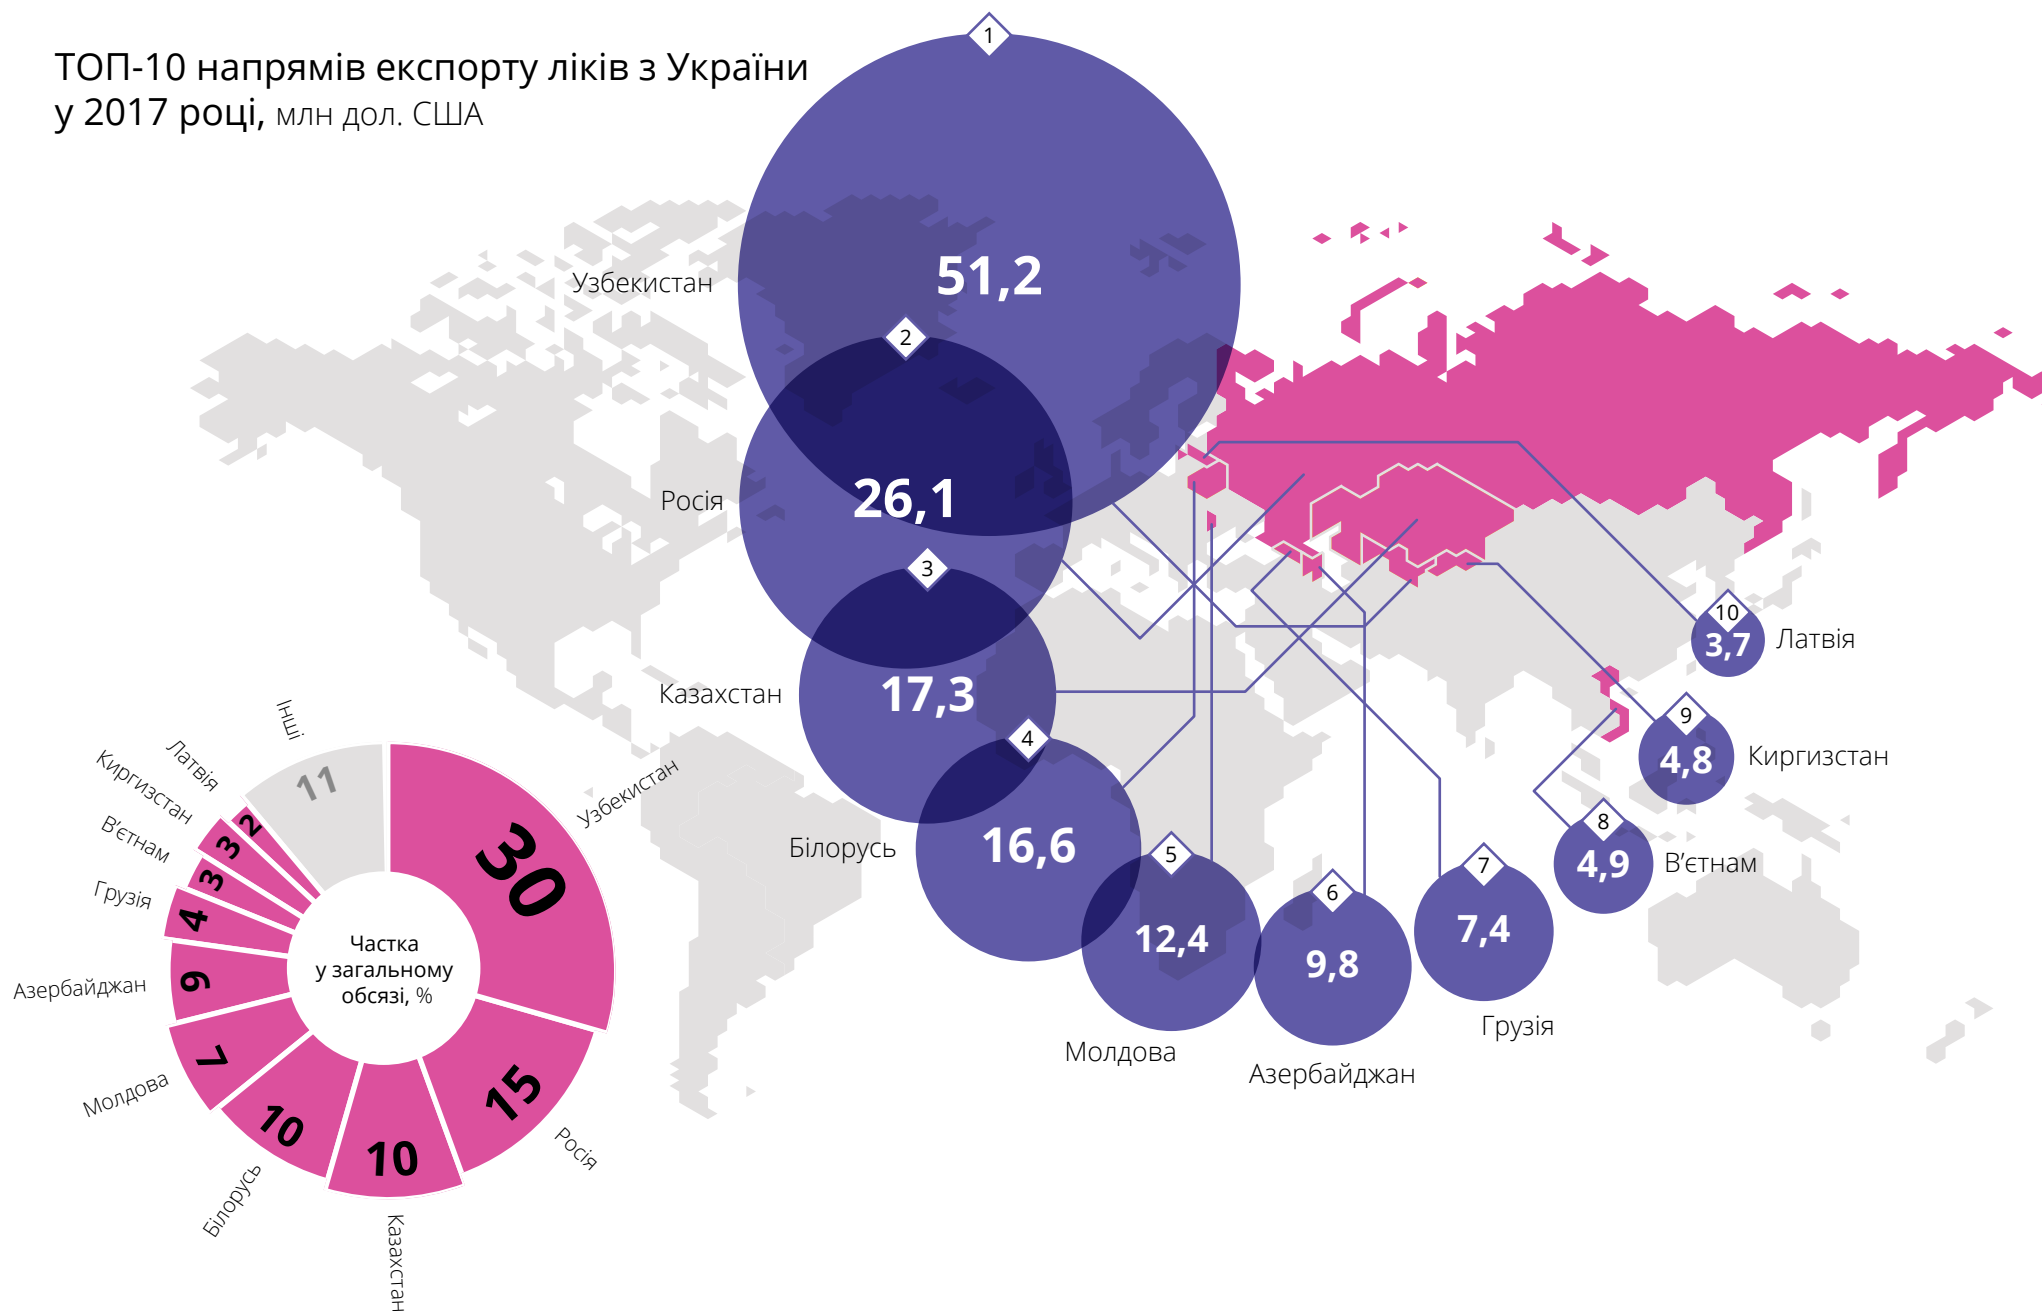 ТОП-10 напрямів експорту ліків з України
у 2017 році, млн дол. США
1
Узбекистан
51,2
2
Росія
26,1
3
Казахстан
17,3
4
Білорусь
16,6
5
12,4
Молдова
6
9,8
Азербайджан
7
7,4
Грузія
8
4,9
В'єтнам
9
4,8
Киргизстан
10
3,7
Латвія
Частка
у загальному
обсязі, %
Узбекистан
30
Росія
15
Казахстан
10
Білорусь
10
Молдова
7
Азербайджан
6
Грузія
4
В'єтнам
3
Киргизстан
3
Латвія
2
Інші
11